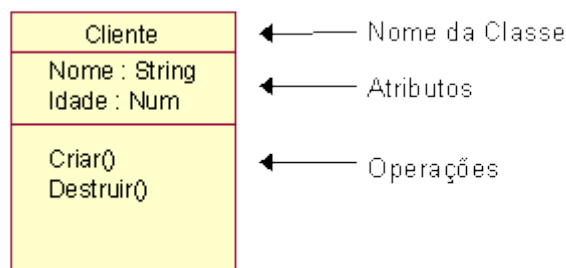 Cliente
Nome da Classe
Nome : String
Idade : Num
Atributos
Criar()
Destruir()
Operações